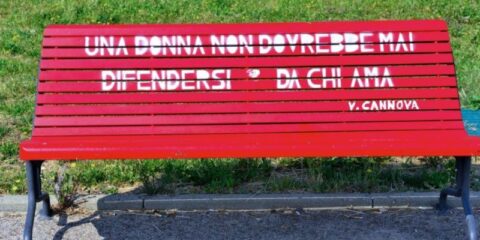 UNA DONNA NON DOVREBBE MAI
DIFENDERSI DA CHI AMA
V. CANNOVA